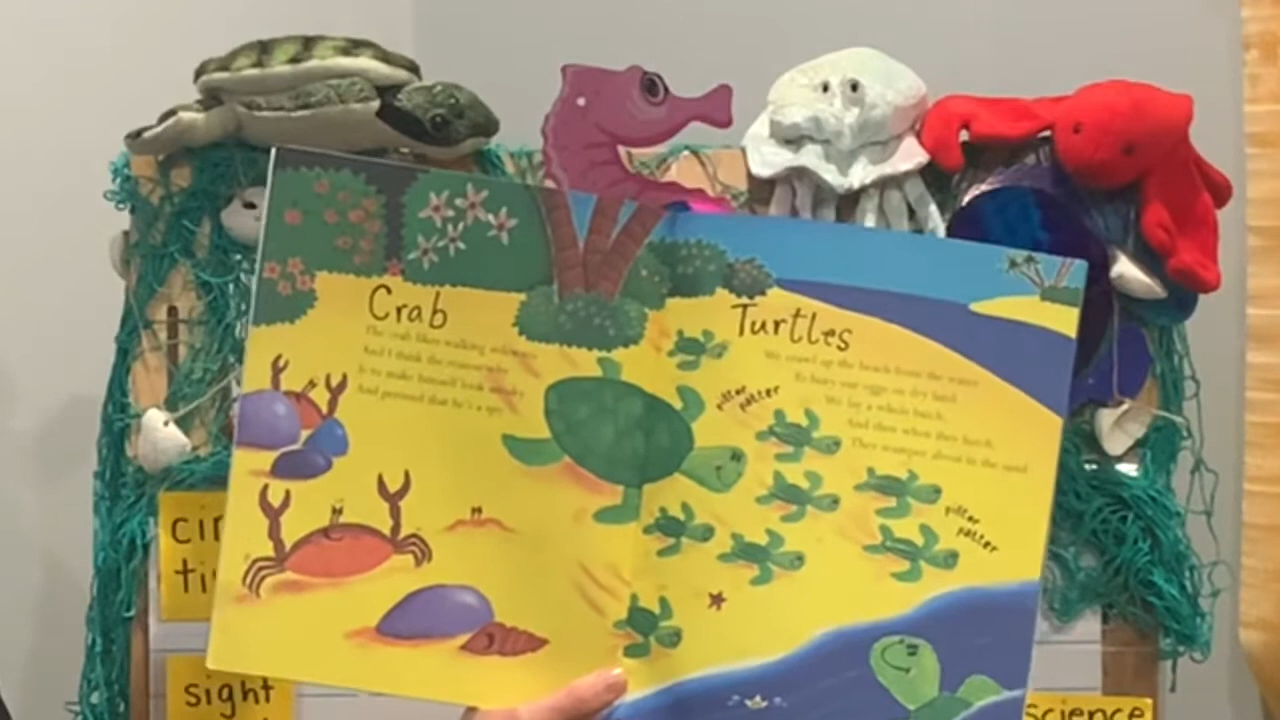 Crab
The crab likes walking sideways
And I think the reason why
Is to make himself look sneaky
And pretend that he's a spy.
Turtles
We crawl up the beach from the water
To bury our eggs on dry land.
We lay a whole batch,
And then when they hatch,
They scamper about in the sand.
pitter
patter
pitter
patter
cir
ti
sight
science